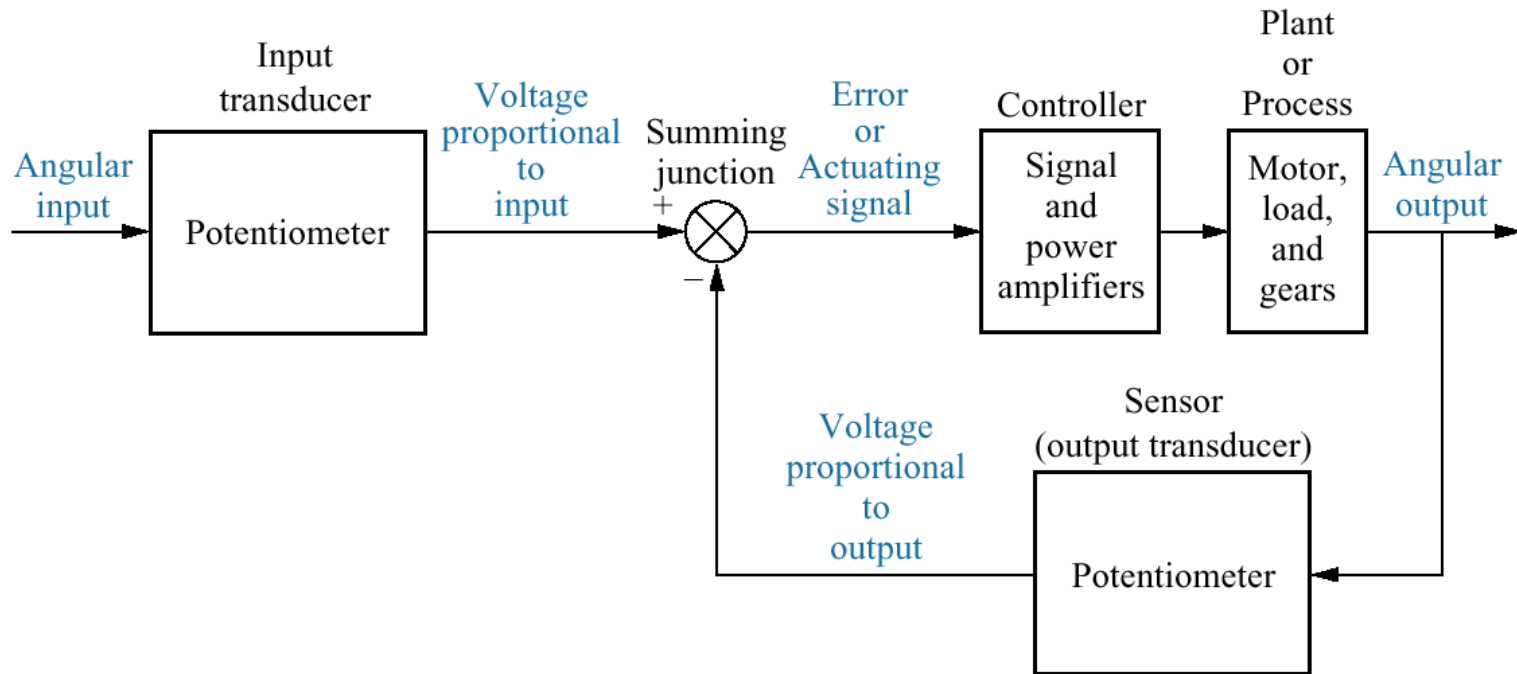 Input
transducer
Angular
input
Potentiometer
Voltage
proportional
to
input
Summing
junction
+
−
Error
or
Actuating
signal
Controller
Signal
and
power
amplifiers
Plant
or
Process
Motor,
load,
and
gears
Angular
output
Sensor
(output transducer)
Potentiometer
Voltage
proportional
to
output